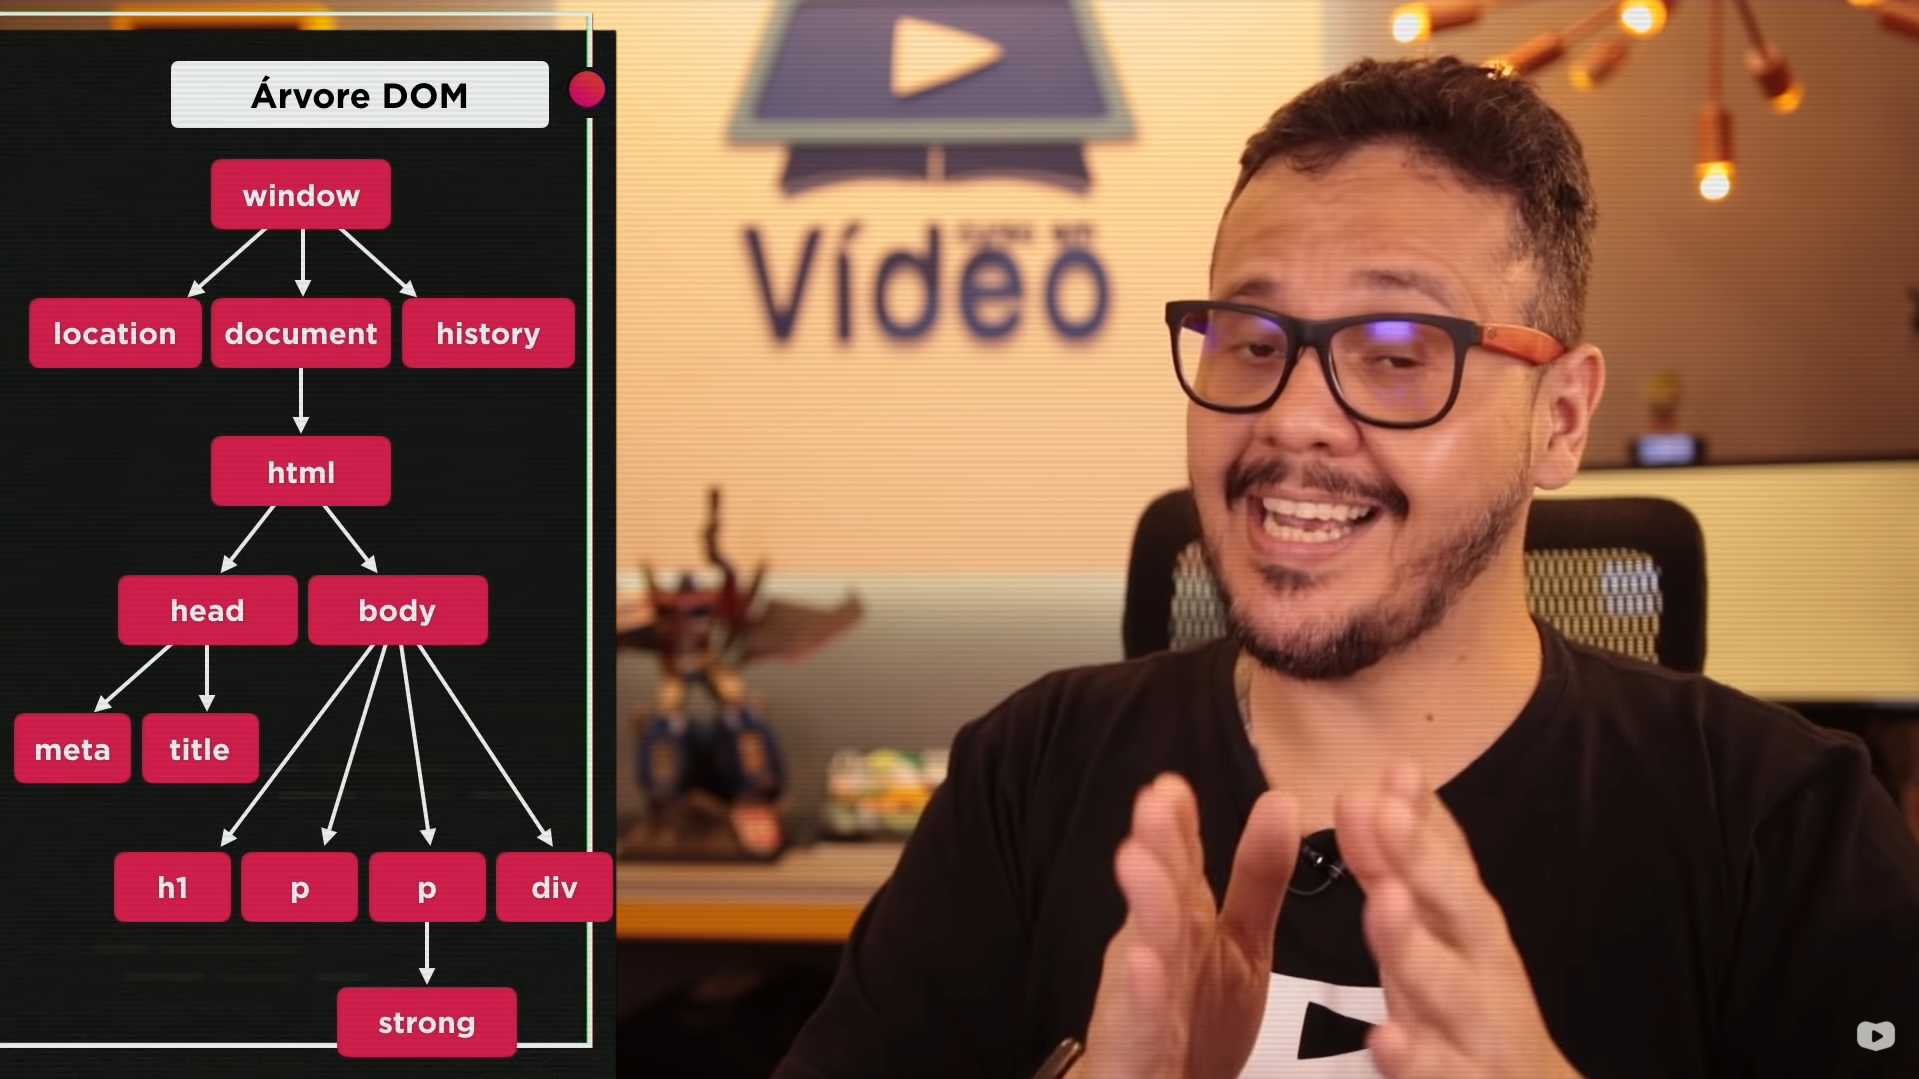 Árvore DOM
window
location document history
html
head body
meta title
h1 p p div
strong
Vídeo